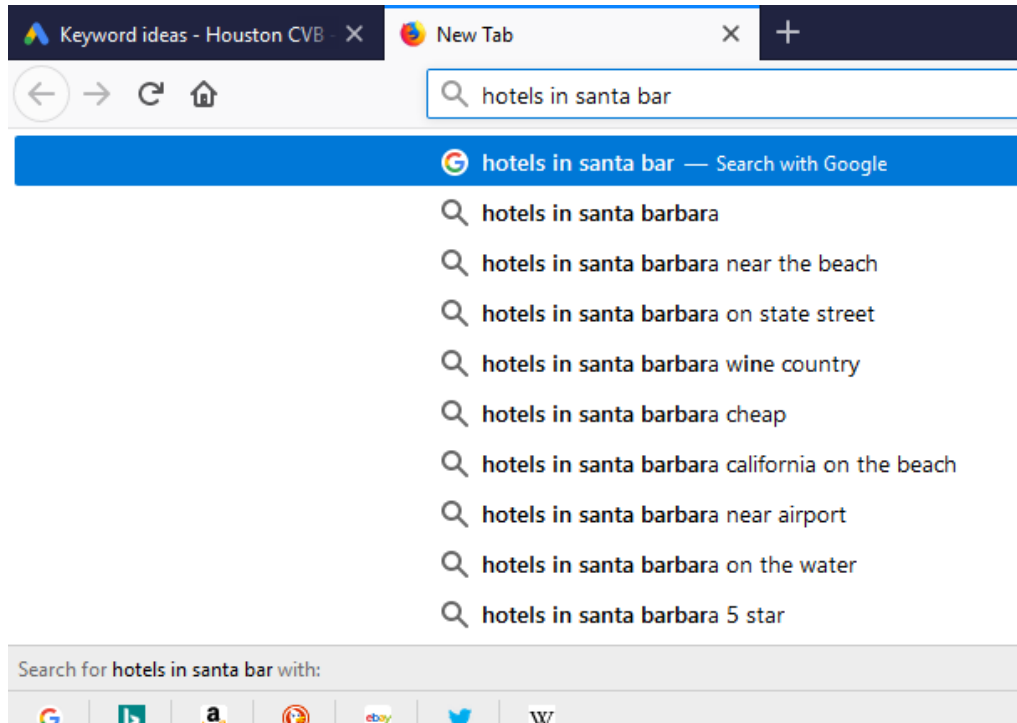 Keyword ideas - Houston CVB -
New Tab
hotels in santa bar
hotels in santa bar — Search with Google
hotels in santa barbara
hotels in santa barbara near the beach
hotels in santa barbara on state street
hotels in santa barbara wine country
hotels in santa barbara cheap
hotels in santa barbara california on the beach
hotels in santa barbara near airport
hotels in santa barbara on the water
hotels in santa barbara 5 star
Search for hotels in santa bar with:
G b a ebay W